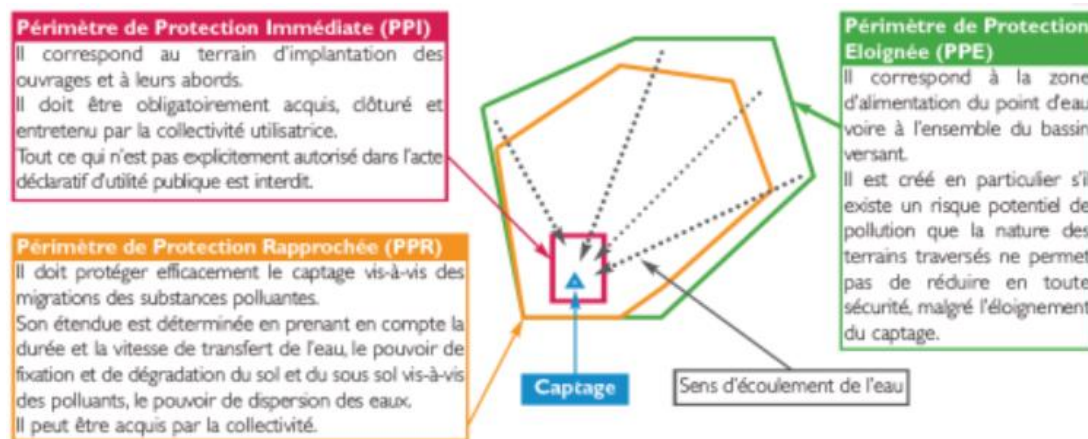 Périmètre de Protection Immédiate (PPI)
Il correspond au terrain d'implantation des
ouvrages et à leurs abords.
Il doit être obligatoirement acquis, clôturé et
entretenu par la collectivité utilisatrice.
Tout ce qui n'est pas explicitement autorisé dans l'acte
déclaratif d'utilité publique est interdit.
Périmètre de Protection Rapprochée (PPR)
Il doit protéger efficacement le captage vis-à-vis des
migrations des substances polluantes.
Son étendue est déterminée en prenant en compte la
durée et la vitesse de transfert de l'eau, le pouvoir de
fixation et de dégradation du sol et du sous sol vis-à-vis
des polluants, le pouvoir de dispersion des eaux.
Il peut être acquis par la collectivité.
Captage
Sens d'écoulement de l'eau
Périmètre de Protection
Eloignée (PPE)
Il correspond à la zone
d'alimentation du point d'eau
voire à l'ensemble du bassin
versant.
Il est créé en particulier s'il
existe un risque potentiel de
pollution que la nature des
terrains traversés ne permet
pas de réduire en toute
sécurité, malgré l'éloignement
du captage.